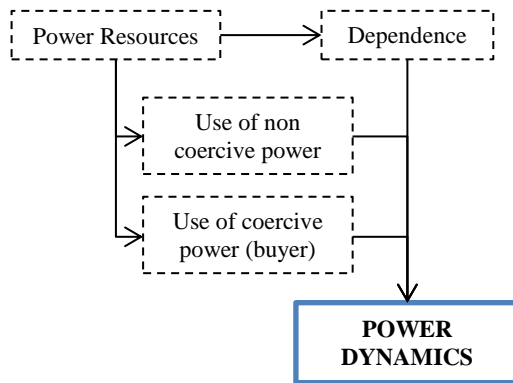 Power Resources
Dependence
Use of non
coercive power
Use of coercive
power (buyer)
POWER
DYNAMICS